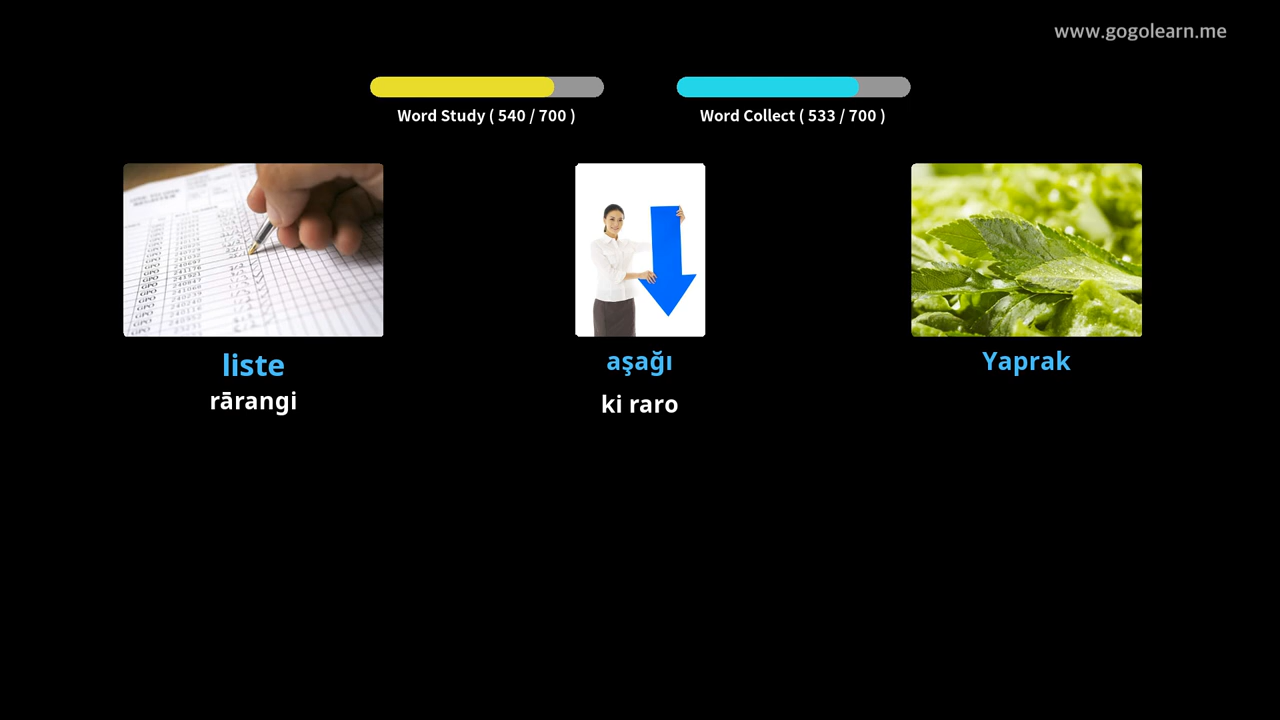 www.gogolearn.me
Word Study ( 540 / 700 )
Word Collect ( 533 / 700 )
liste
rārangi
aşağı
ki raro
Yaprak